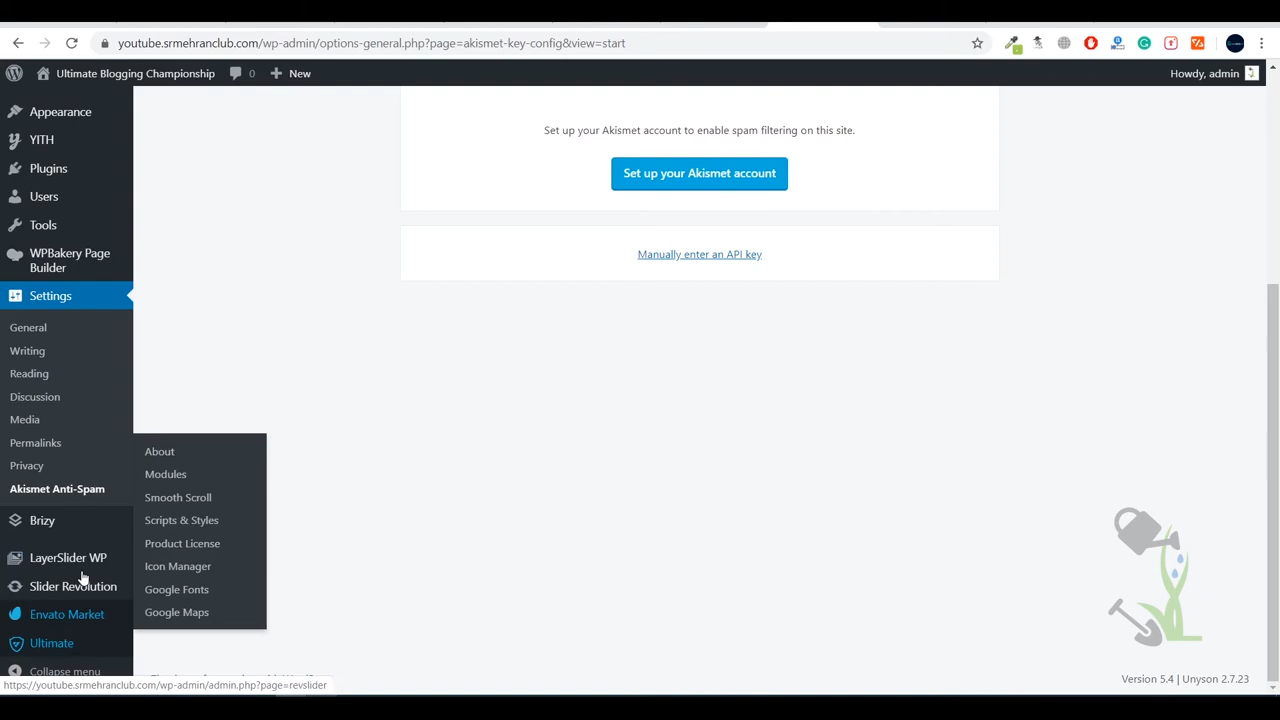 youtube.srmehranclub.com/wp-admin/options-general.php?page=akismet-key-config&view=start
Ultimate Blogging Championship
0
New
Howdy, admin
Appearance
YITH
Plugins
Users
Tools
WPBakery Page
Builder
Settings
General
Writing
Reading
Discussion
Media
Permalinks
Privacy
Akismet Anti-Spam
Brizy
LayerSlider WP
Slider Revolution
Envato Market
Ultimate
Collapse menu
About
Modules
Smooth Scroll
Scripts & Styles
Product License
Icon Manager
Google Fonts
Google Maps
Set up your Akismet account to enable spam filtering on this site.
Set up your Akismet account
Manually enter an API key
https://youtube.srmehranclub.com/wp-admin/admin.php?page=revslider
Version 5.4 | Unyson 2.7.23